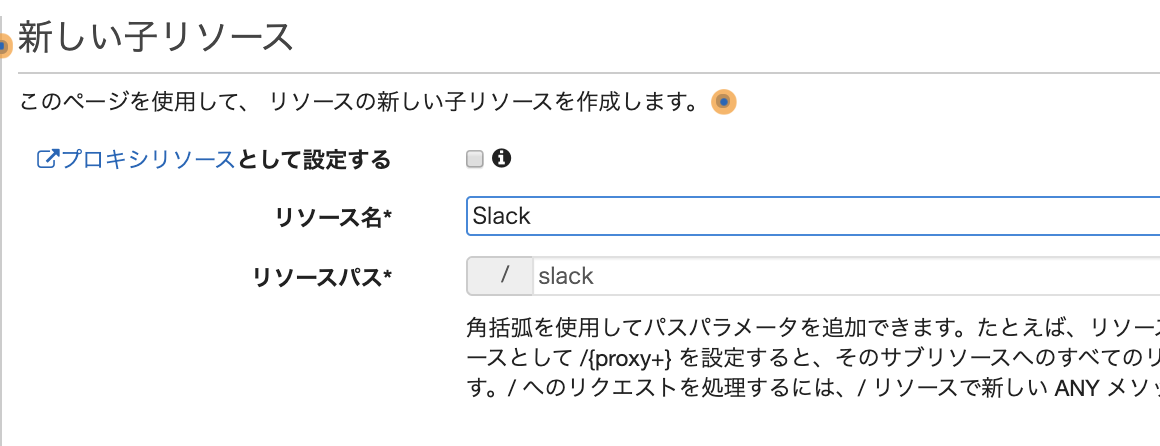 新しい子リソース
このページを使用して、 リソースの新しい子リソースを作成します。
プロキシリソースとして設定する
リソース名* Slack
リソースパス* / slack
角括弧を使用してパスパラメータを追加できます。たとえば、リソー
ースとして /{proxy+} を設定すると、そのサブリソースへのすべてのリ
す。/ へのリクエストを処理するには、/ リソースで新しい ANY メソッ